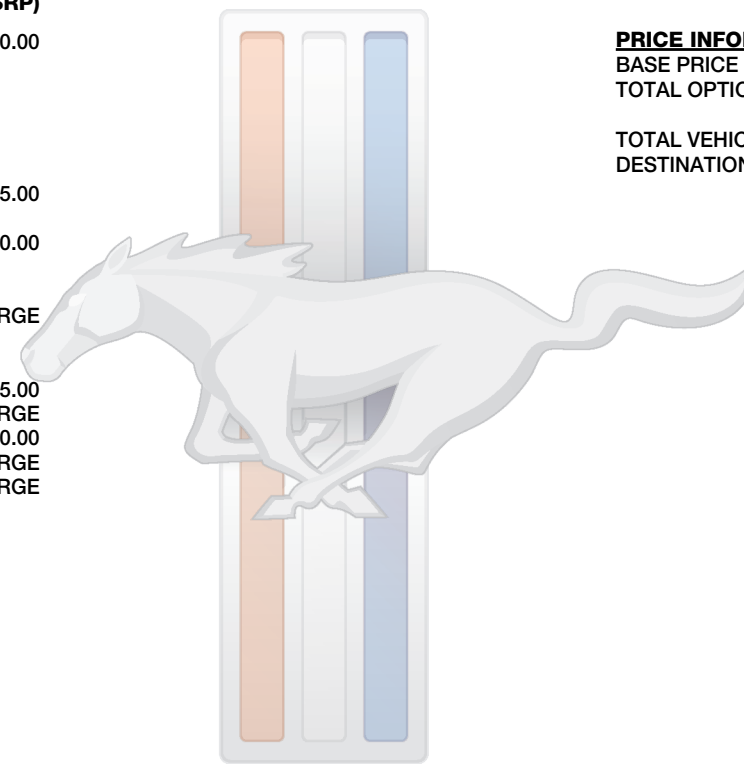 SRP)
0.00
5.00
0.00
RGE
5.00
RGE
0.00
RGE
RGE
PRICE INFO
BASE PRICE
TOTAL OPTIO
TOTAL VEHIC
DESTINATION